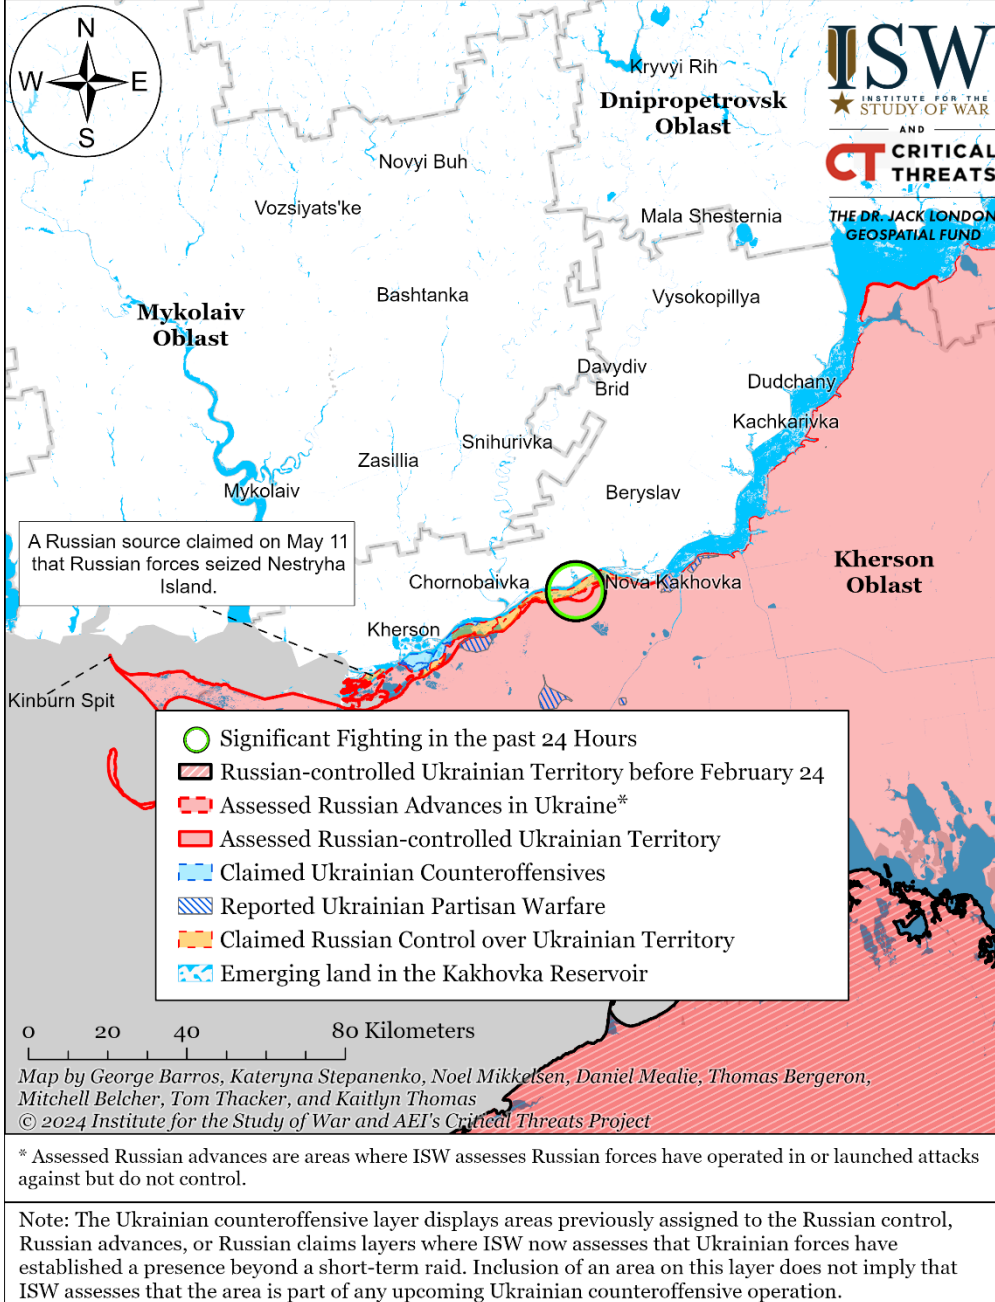 N
W
E
S
ISW
INSTITUTE FOR THE
STUDY OF WAR
AND
CT CRITICAL
THREATS
THE DR. JACK LONDON
GEOSPATIAL FUND
Kryvyi Rih
Dnipropetrovsk
Oblast
Novyi Buh
Vozsiyats'ke
Mala Shesternia
Bashtanka
Vysokopillya
Mykolaiv
Oblast
Davydiv
Brid
Dudchany
Kachkarivka
Snihurivka
Zasillia
Mykolaiv
Beryslav
A Russian source claimed on May 11
that Russian forces seized Nestryha
Island.
Chornobaivka
Nova Kakhovka
Kherson
Oblast
Kherson
Kinburn Spit
Significant Fighting in the past 24 Hours
Russian-controlled Ukrainian Territory before February 24
Assessed Russian Advances in Ukraine*
Assessed Russian-controlled Ukrainian Territory
Claimed Ukrainian Counteroffensives
Reported Ukrainian Partisan Warfare
Claimed Russian Control over Ukrainian Territory
Emerging land in the Kakhovka Reservoir
0 20 40 80 Kilometers
Map by George Barros, Kateryna Stepanenko, Noel Mikkelsen, Daniel Mealie, Thomas Bergeron,
Mitchell Belcher, Tom Thacker, and Kaitlyn Thomas
© 2024 Institute for the Study of War and AEI's Critical Threats Project
* Assessed Russian advances are areas where ISW assesses Russian forces have operated in or launched attacks
against but do not control.
Note: The Ukrainian counteroffensive layer displays areas previously assigned to the Russian control,
Russian advances, or Russian claims layers where ISW now assesses that Ukrainian forces have
established a presence beyond a short-term raid. Inclusion of an area on this layer does not imply that
ISW assesses that the area is part of any upcoming Ukrainian counteroffensive operation.